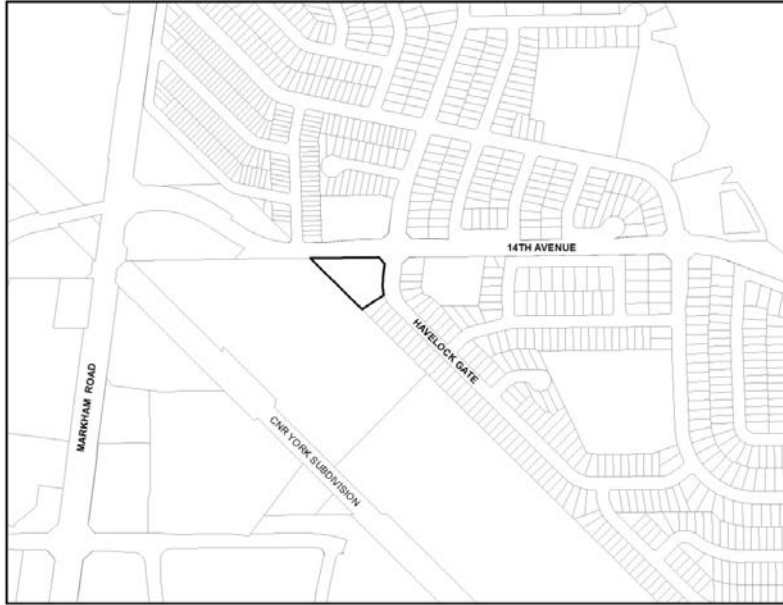 14TH AVENUE
HAVELOCK GATE
MARKHAM ROAD
CNR YORK SUBDIVISION